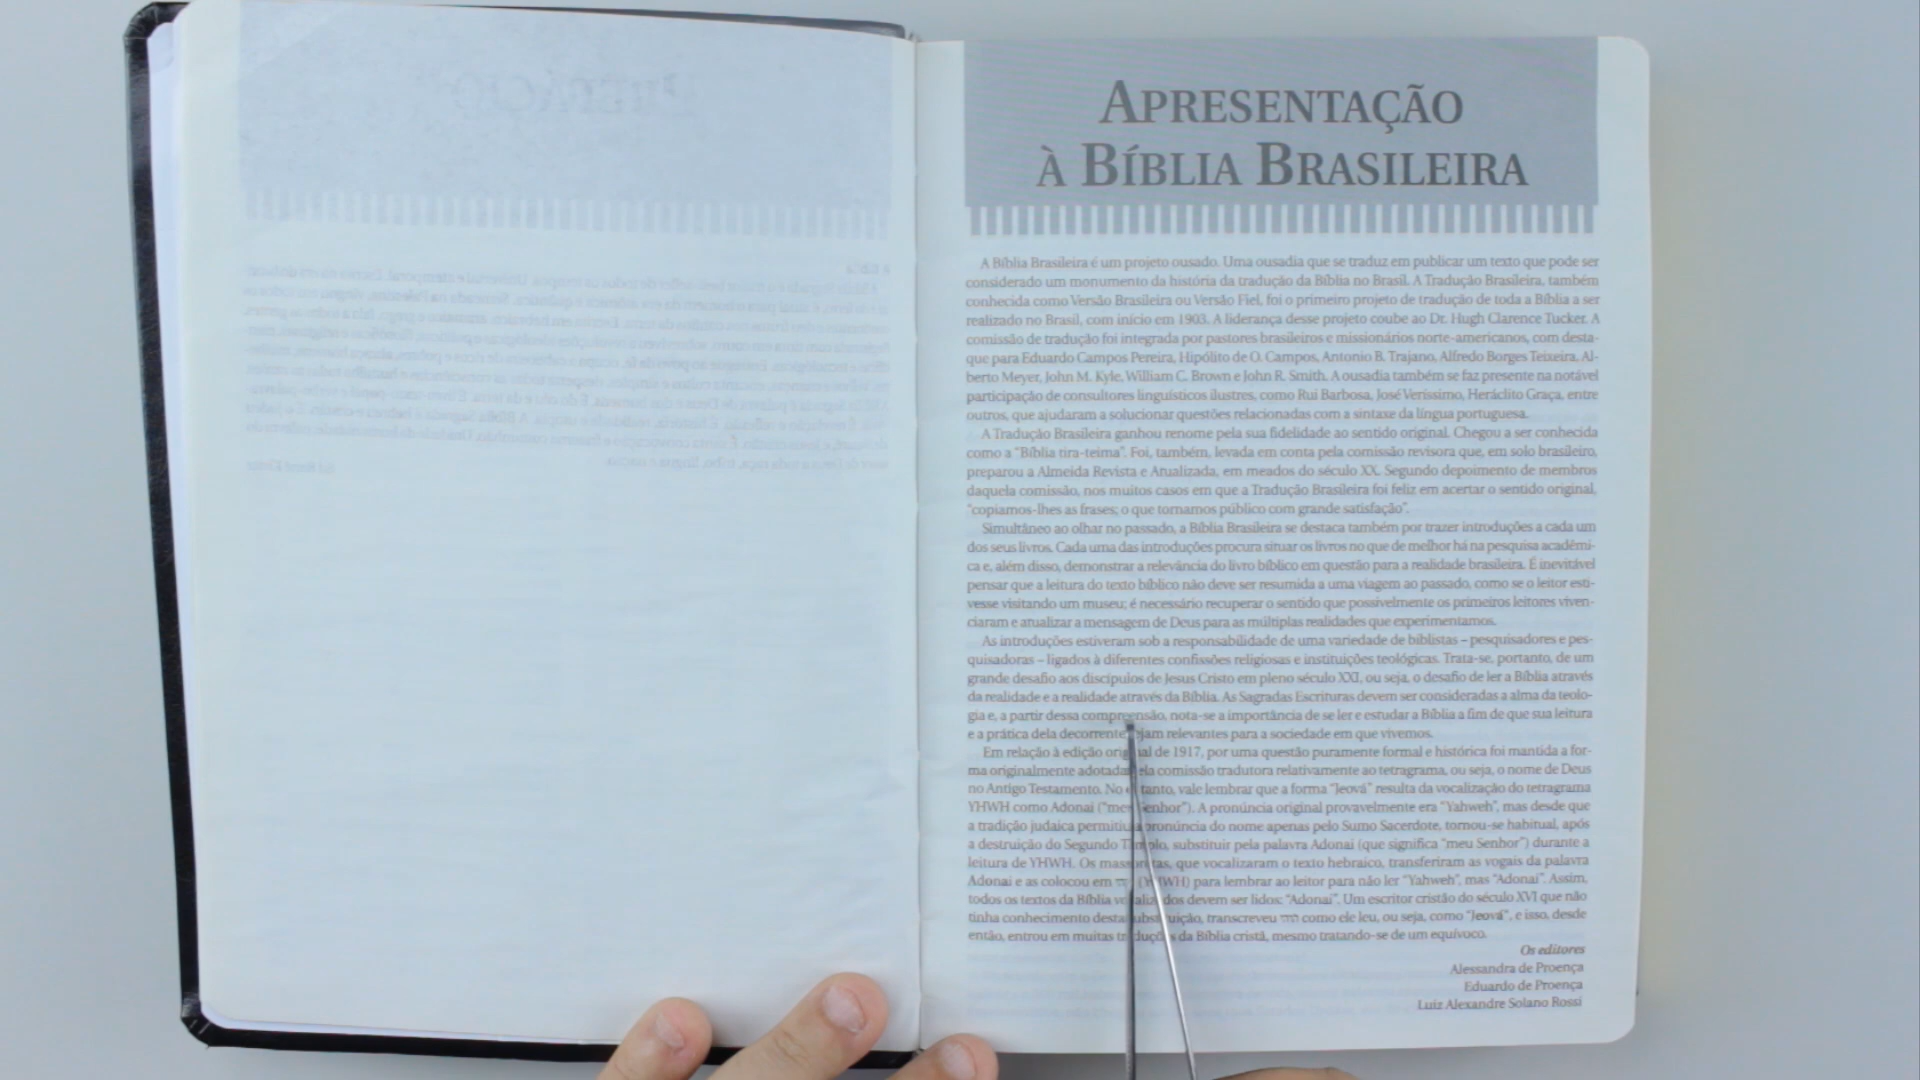 APRESENTAÇÃO
À BÍBLIA BRASILEIRA
A Bíblia Brasileira é um projeto ousado. Uma ousadia que se traduz em publicar um texto que pode ser
considerado um monumento da história da tradução da Bíblia no Brasil. A Tradução Brasileira, também
conhecida como Versão Brasileira ou Versão Fiel, foi o primeiro projeto de tradução de toda a Bíblia a ser
realizado no Brasil, com início em 1903. A liderança desse projeto coube ao Dr. Hugh Clarence Tucker. A
comissão de tradução foi integrada por pastores brasileiros e missionários norte-americanos, com desta-
que para Eduardo Campos Pereira, Hipólito de O. Campos, Antonio B. Trajano, Alfredo Borges Teixeira, Al-
berto Meyer, John M. Kyle, William C. Brown e John R. Smith. A ousadia também se faz presente na notável
participação de consultores linguísticos ilustres, como Rui Barbosa, José Veríssimo, Heráclito Graça, entre
outros, que ajudaram a solucionar questões relacionadas com a sintaxe da língua portuguesa.
A Tradução Brasileira ganhou renome pela sua fidelidade ao sentido original. Chegou a ser conhecida
como a "Bíblia tira-teima". Foi, também, levada em conta pela comissão revisora que, em solo brasileiro,
preparou a Almeida Revista e Atualizada, em meados do século XX. Segundo depoimento de membros
daquela comissão, nos muitos casos em que a Tradução Brasileira foi feliz em acertar o sentido original,
"copiamos-lhes as frases; o que tornamos público com grande satisfação".
Simultâneo ao olhar no passado, a Bíblia Brasileira se destaca também por trazer introduções a cada um
dos seus livros. Cada uma das introduções procura situar os livros no que de melhor há na pesquisa acadêmi-
ca e, além disso, demonstrar a relevância do livro bíblico em questão para a realidade brasileira. É inevitável
pensar que a leitura do texto bíblico não deve ser resumida a uma viagem ao passado, como se o leitor esti-
vesse visitando um museu; é necessário recuperar o sentido que possivelmente os primeiros leitores viven-
ciaram e atualizar a mensagem de Deus para as múltiplas realidades que experimentamos.
As introduções estiveram sob a responsabilidade de uma variedade de biblistas – pesquisadores e pes-
quisadoras – ligados à diferentes confissões religiosas e instituições teológicas. Trata-se, portanto, de um
grande desafio aos discípulos de Jesus Cristo em pleno século XXI, ou seja, o desafio de ler a Bíblia através
da realidade e a realidade através da Bíblia. As Sagradas Escrituras devem ser consideradas a alma da teolo-
gia e, a partir dessa compreensão, nota-se a importância de se ler e estudar a Bíblia a fim de que sua leitura
e a prática dela decorrente sejam relevantes para a sociedade em que vivemos.
Em relação à edição original de 1917, por uma questão puramente formal e histórica foi mantida a for-
ma originalmente adotada pela comissão tradutora relativamente ao tetragrama, ou seja, o nome de Deus
no Antigo Testamento. No entanto, vale lembrar que a forma "Jeová" resulta da vocalização do tetragrama
YHWH como Adonai ("meu Senhor"). A pronúncia original provavelmente era "Yahweh", mas desde que
a tradição judaica permitiu a pronúncia do nome apenas pelo Sumo Sacerdote, tornou-se habitual, após
a destruição do Segundo Templo, substituir pela palavra Adonai (que significa "meu Senhor") durante a
leitura de YHWH. Os massoretas, que vocalizaram o texto hebraico, transferiram as vogais da palavra
Adonai e as colocou em (YHWH) para lembrar ao leitor para não ler "Yahweh", mas "Adonai". Assim,
todos os textos da Bíblia vocalizados devem ser lidos: "Adonai". Um escritor cristão do século XVI que não
tinha conhecimento desta substituição, transcreveu como ele leu, ou seja, como "Jeová", e isso, desde
então, entrou em muitas traduções da Bíblia cristã, mesmo tratando-se de um equívoco.
Os editores
Alessandra de Proença
Eduardo de Proença
Luiz Alexandre Solano Rossi